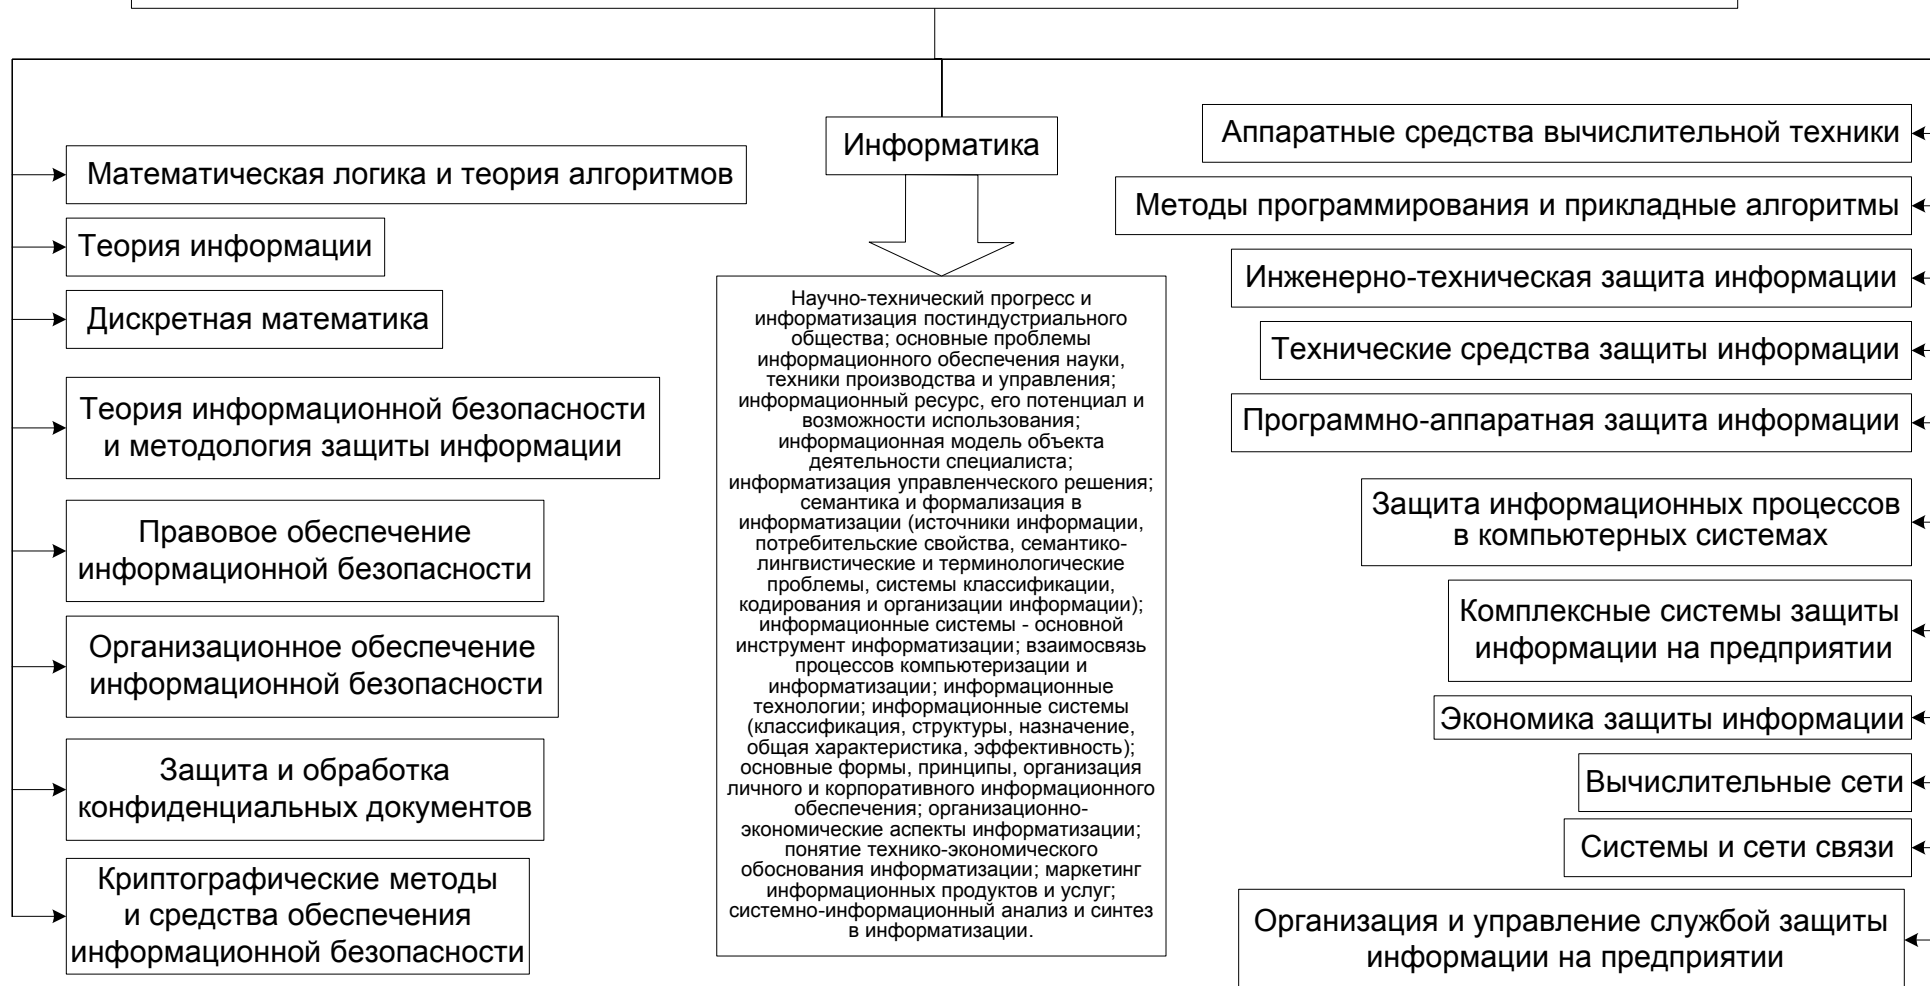 Математическая логика и теория алгоритмов
Теория информации
Дискретная математика
Теория информационной безопасности
и методология защиты информации
Правовое обеспечение
информационной безопасности
Организационное обеспечение
информационной безопасности
Защита и обработка
конфиденциальных документов
Криптографические методы
и средства обеспечения
информационной безопасности
Информатика
Научно-технический прогресс и
информатизация постиндустриального
общества; основные проблемы
информационного обеспечения науки,
техники производства и управления;
информационный ресурс, его потенциал и
возможности использования;
информационная модель объекта
деятельности специалиста;
информатизация управленческого решения;
семантика и формализация в
информатизации (источники информации,
потребительские свойства, семантико-
лингвистические и терминологические
проблемы, системы классификации,
кодирования и организации информации);
информационные системы - основной
инструмент информатизации; взаимосвязь
процессов компьютеризации и
информатизации; информационные
технологии; информационные системы
(классификация, структуры, назначение,
общая характеристика, эффективность);
основные формы, принципы, организация
личного и корпоративного информационного
обеспечения; организационно-
экономические аспекты информатизации;
понятие технико-экономического
обоснования информатизации; маркетинг
информационных продуктов и услуг;
системно-информационный анализ и синтез
в информатизации.
Аппаратные средства вычислительной техники
Методы программирования и прикладные алгоритмы
Инженерно-техническая защита информации
Технические средства защиты информации
Программно-аппаратная защита информации
Защита информационных процессов
в компьютерных системах
Комплексные системы защиты
информации на предприятии
Экономика защиты информации
Вычислительные сети
Системы и сети связи
Организация и управление службой защиты
информации на предприятии